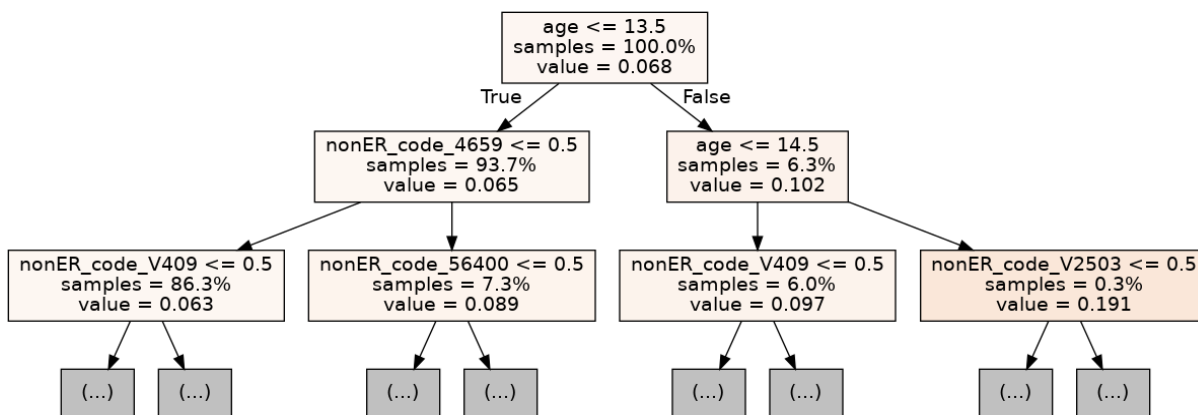 age <= 13.5
samples = 100.0%
value = 0.068
True
False
nonER_code_4659 <= 0.5
samples = 93.7%
value = 0.065
age <= 14.5
samples = 6.3%
value = 0.102
nonER_code_V409 <= 0.5
samples = 86.3%
value = 0.063
nonER_code_56400 <= 0.5
samples = 7.3%
value = 0.089
nonER_code_V409 <= 0.5
samples = 6.0%
value = 0.097
nonER_code_V2503 <= 0.5
samples = 0.3%
value = 0.191
(...)
(...)
(...)
(...)
(...)
(...)
(...)
(...)